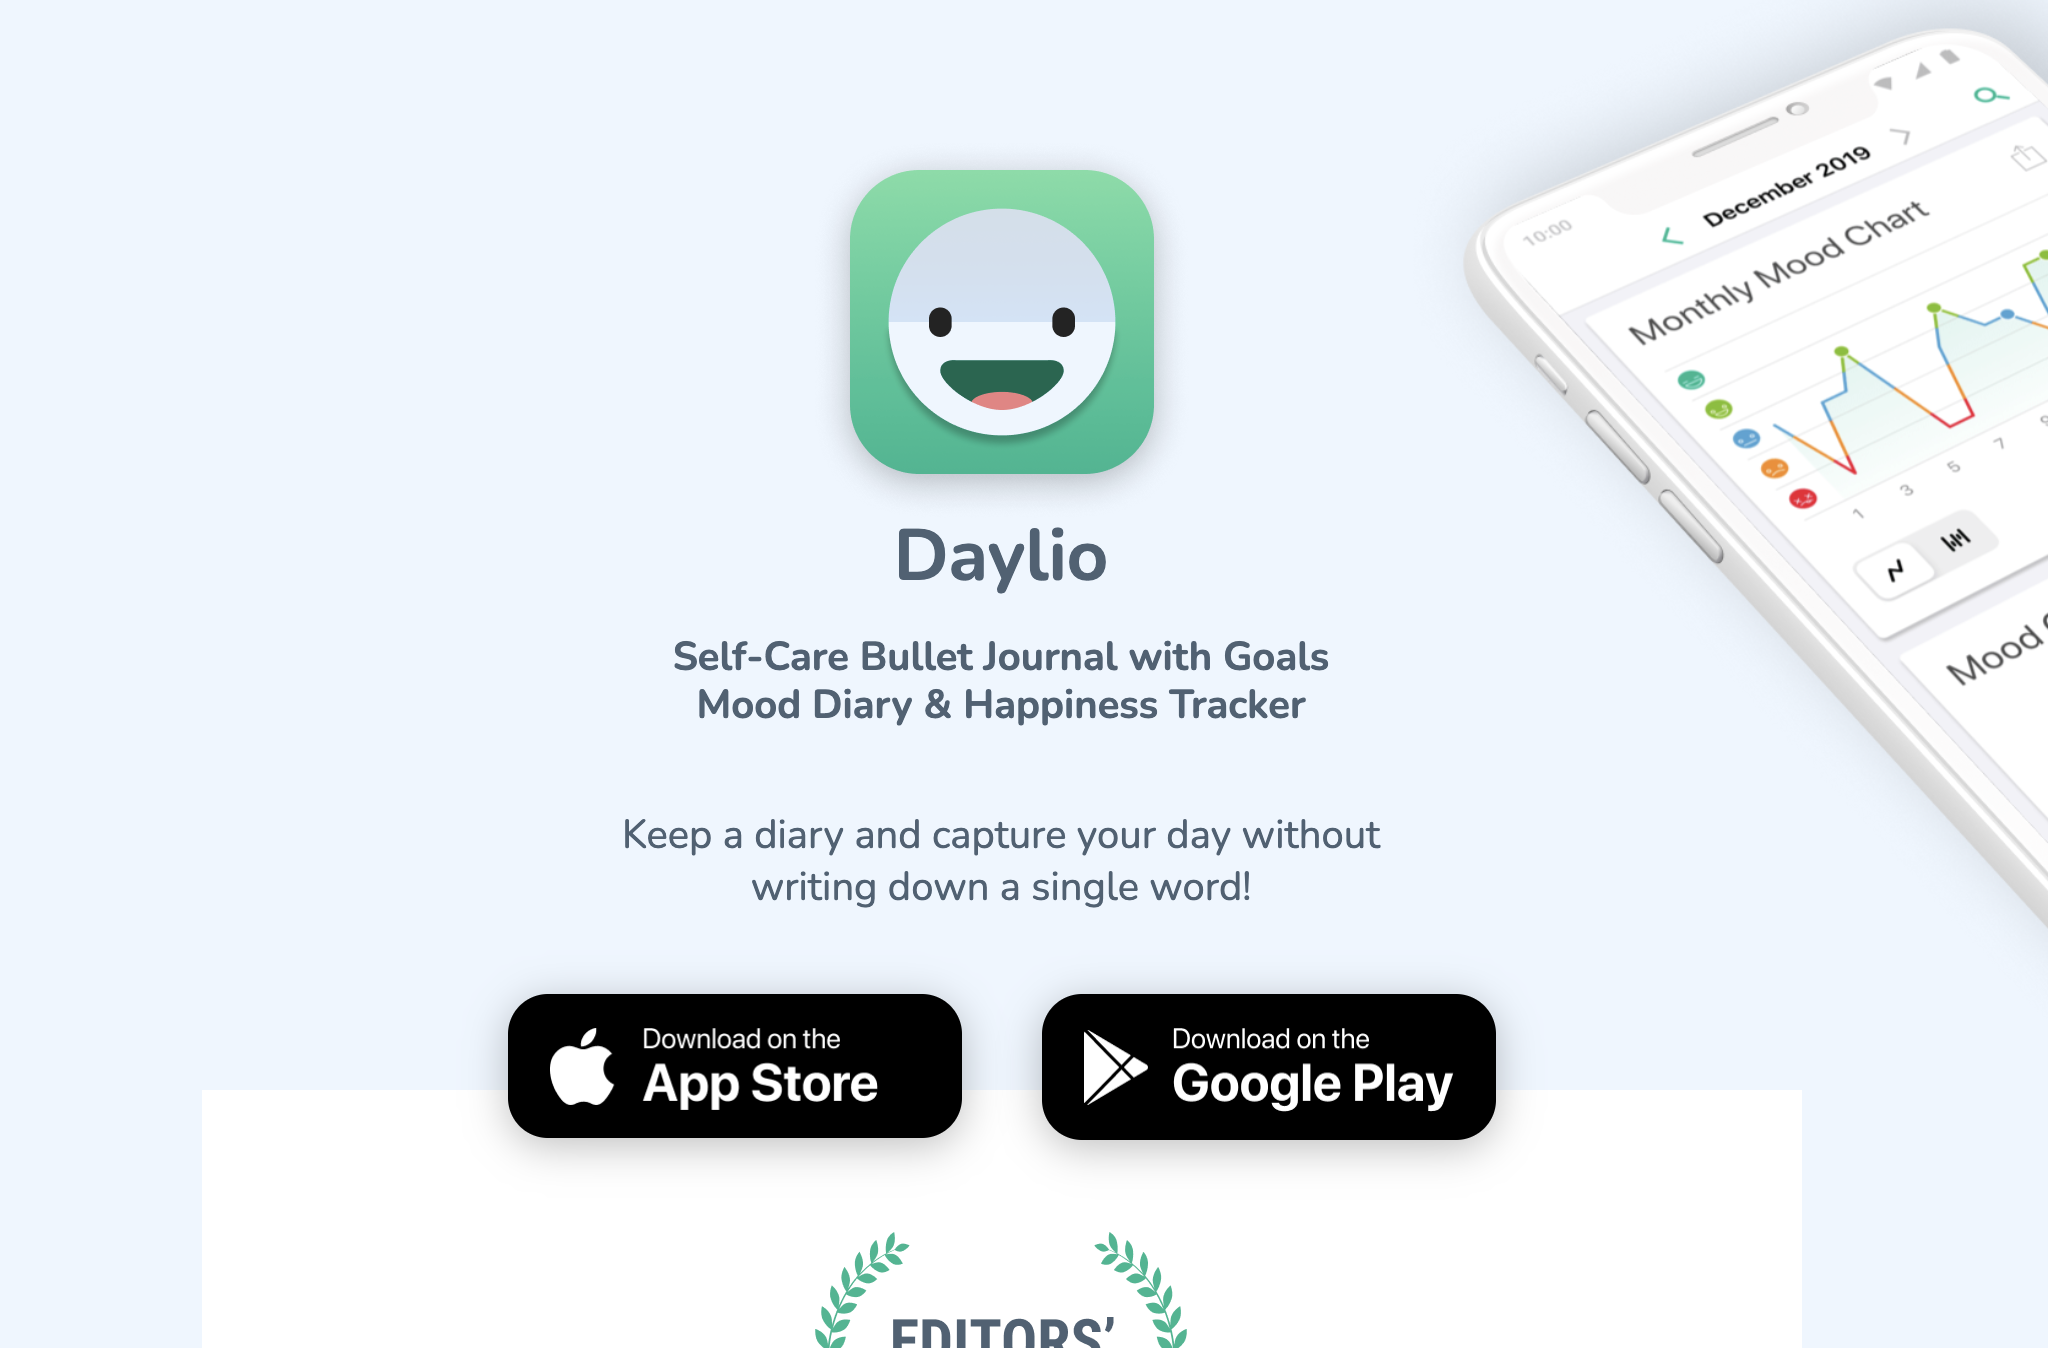 10:00
December 2019
Monthly Mood Chart
1 3 5 7
Mood
Daylio
Self-Care Bullet Journal with Goals
Mood Diary & Happiness Tracker
Keep a diary and capture your day without
writing down a single word!
Download on the
App Store
Download on the
Google Play
EDITORS’